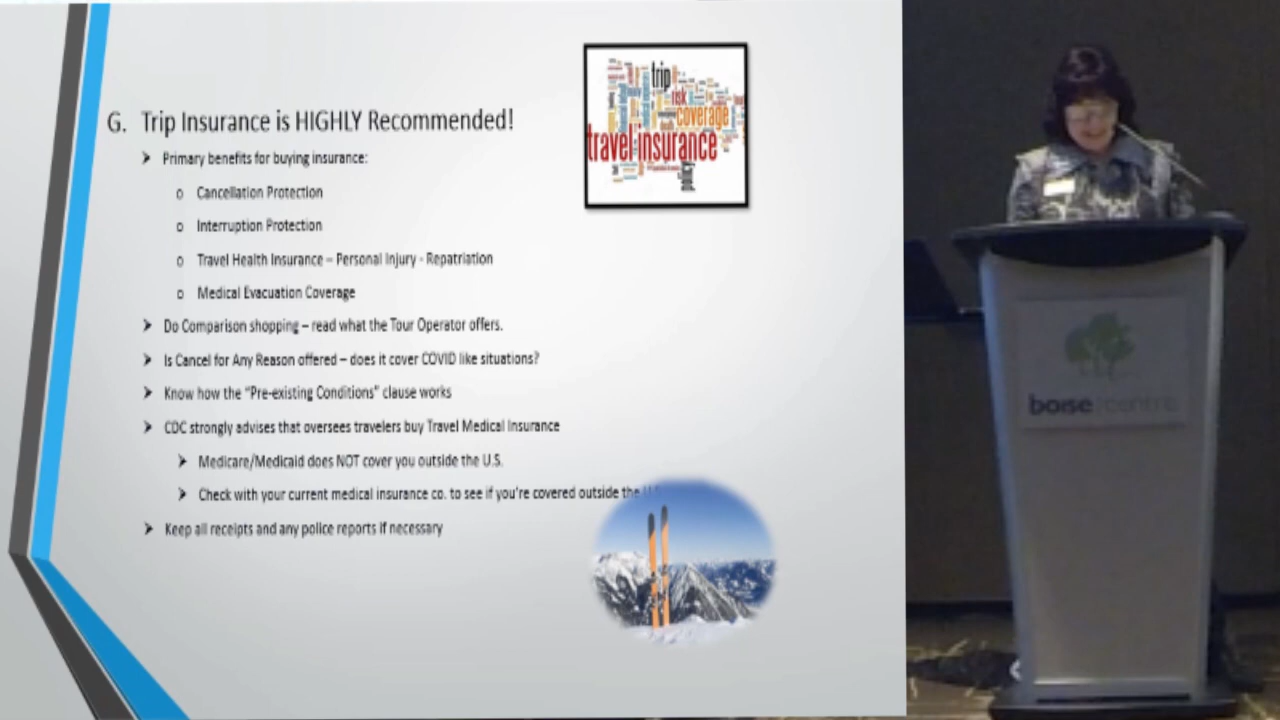 G. Trip Insurance is HIGHLY Recommended!
Primary benefits for buying insurance:
Cancellation Protection
Interruption Protection
Travel Health Insurance – Personal Injury - Repatriation
Medical Evacuation Coverage
Do Comparison shopping – read what the Tour Operator offers.
Is Cancel for Any Reason offered – does it cover COVID like situations?
Know how the “Pre-existing Conditions” clause works
CDC strongly advises that oversees travelers buy Travel Medical Insurance
Medicare/Medicaid does NOT cover you outside the U.S.
Check with your current medical insurance co. to see if you're covered outside the
Keep all receipts and any police reports if necessary
trip
risk
coverage
travel insurance
boise centre